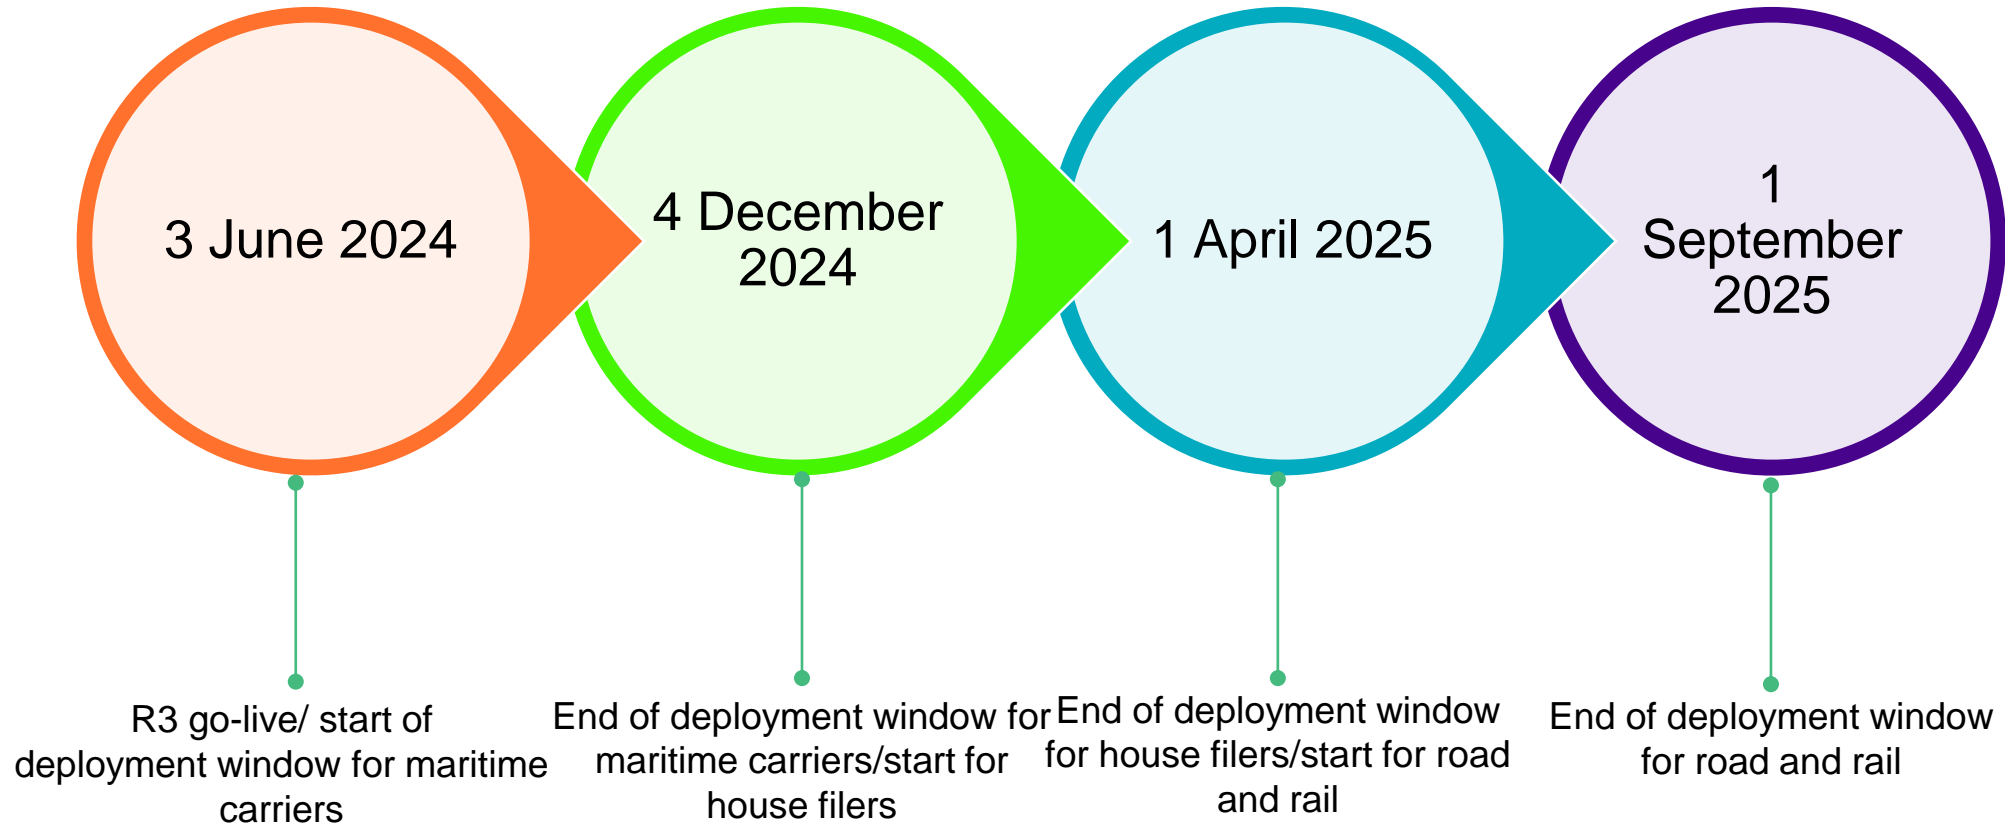 3 June 2024
4 December
2024
1 April 2025
1
September
2025
R3 go-live/ start of
deployment window for maritime
carriers
End of deployment window for
maritime carriers/start for
house filers
End of deployment window
for house filers/start for road
and rail
End of deployment window
for road and rail